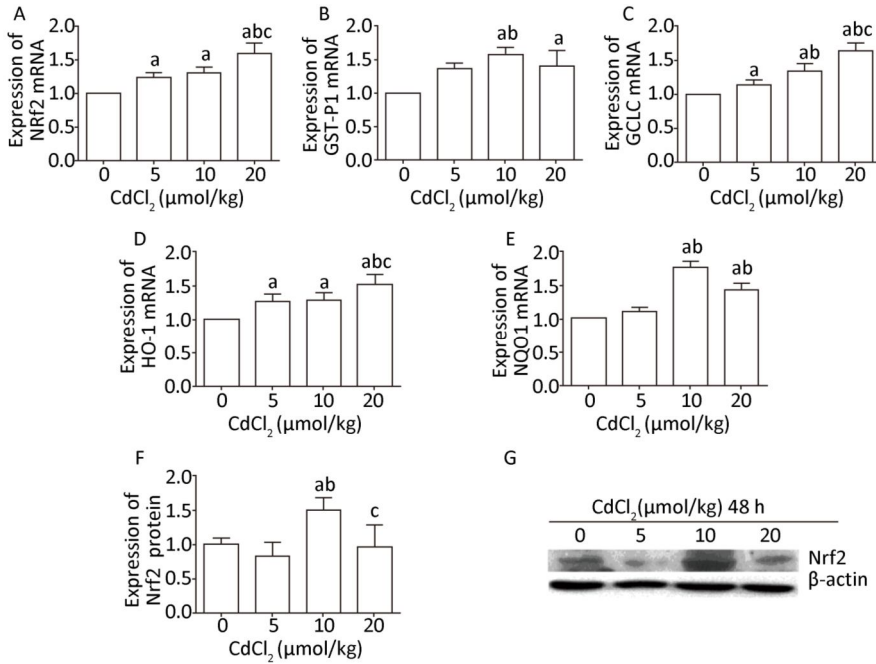 A
Expression of
NRf2 mRNA
2.0
1.5
1.0
0.5
0.0
a
a
abc
0 5 10 20
CdCl2 (μmol/kg)
B
Expression of
GST-P1 mRNA
2.0
1.5
1.0
0.5
0.0
ab
a
0 5 10 20
CdCl2 (μmol/kg)
C
Expression of
GCLC mRNA
2.0
1.5
1.0
0.5
0.0
a
ab
abc
0 5 10 20
CdCl2 (μmol/kg)
D
Expression of
HO-1 mRNA
2.0
1.5
1.0
0.5
0.0
a
a
abc
0 5 10 20
CdCl2 (μmol/kg)
E
Expression of
NQO1 mRNA
2.0
1.5
1.0
0.5
0.0
ab
ab
0 5 10 20
CdCl2 (μmol/kg)
F
Expression of
Nrf2 protein
2.0
1.5
1.0
0.5
0.0
ab
c
0 5 10 20
CdCl2 (μmol/kg)
G
CdCl2(μmol/kg) 48 h
0 5 10 20
Nrf2
β-actin